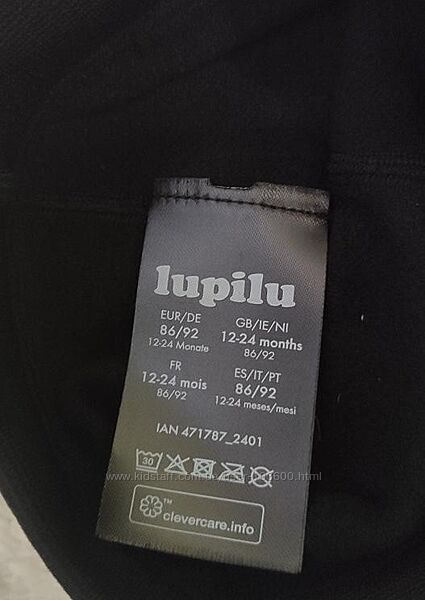 lupilu
EUR/DE
86/92
12-24 Monate
GB/IE/NI
12-24 months
86/92
FR
12-24 mois
86/92
ES/IT/PT
86/92
12-24 meses/mesi
IAN 471787_2401
30
™
clevercare.info